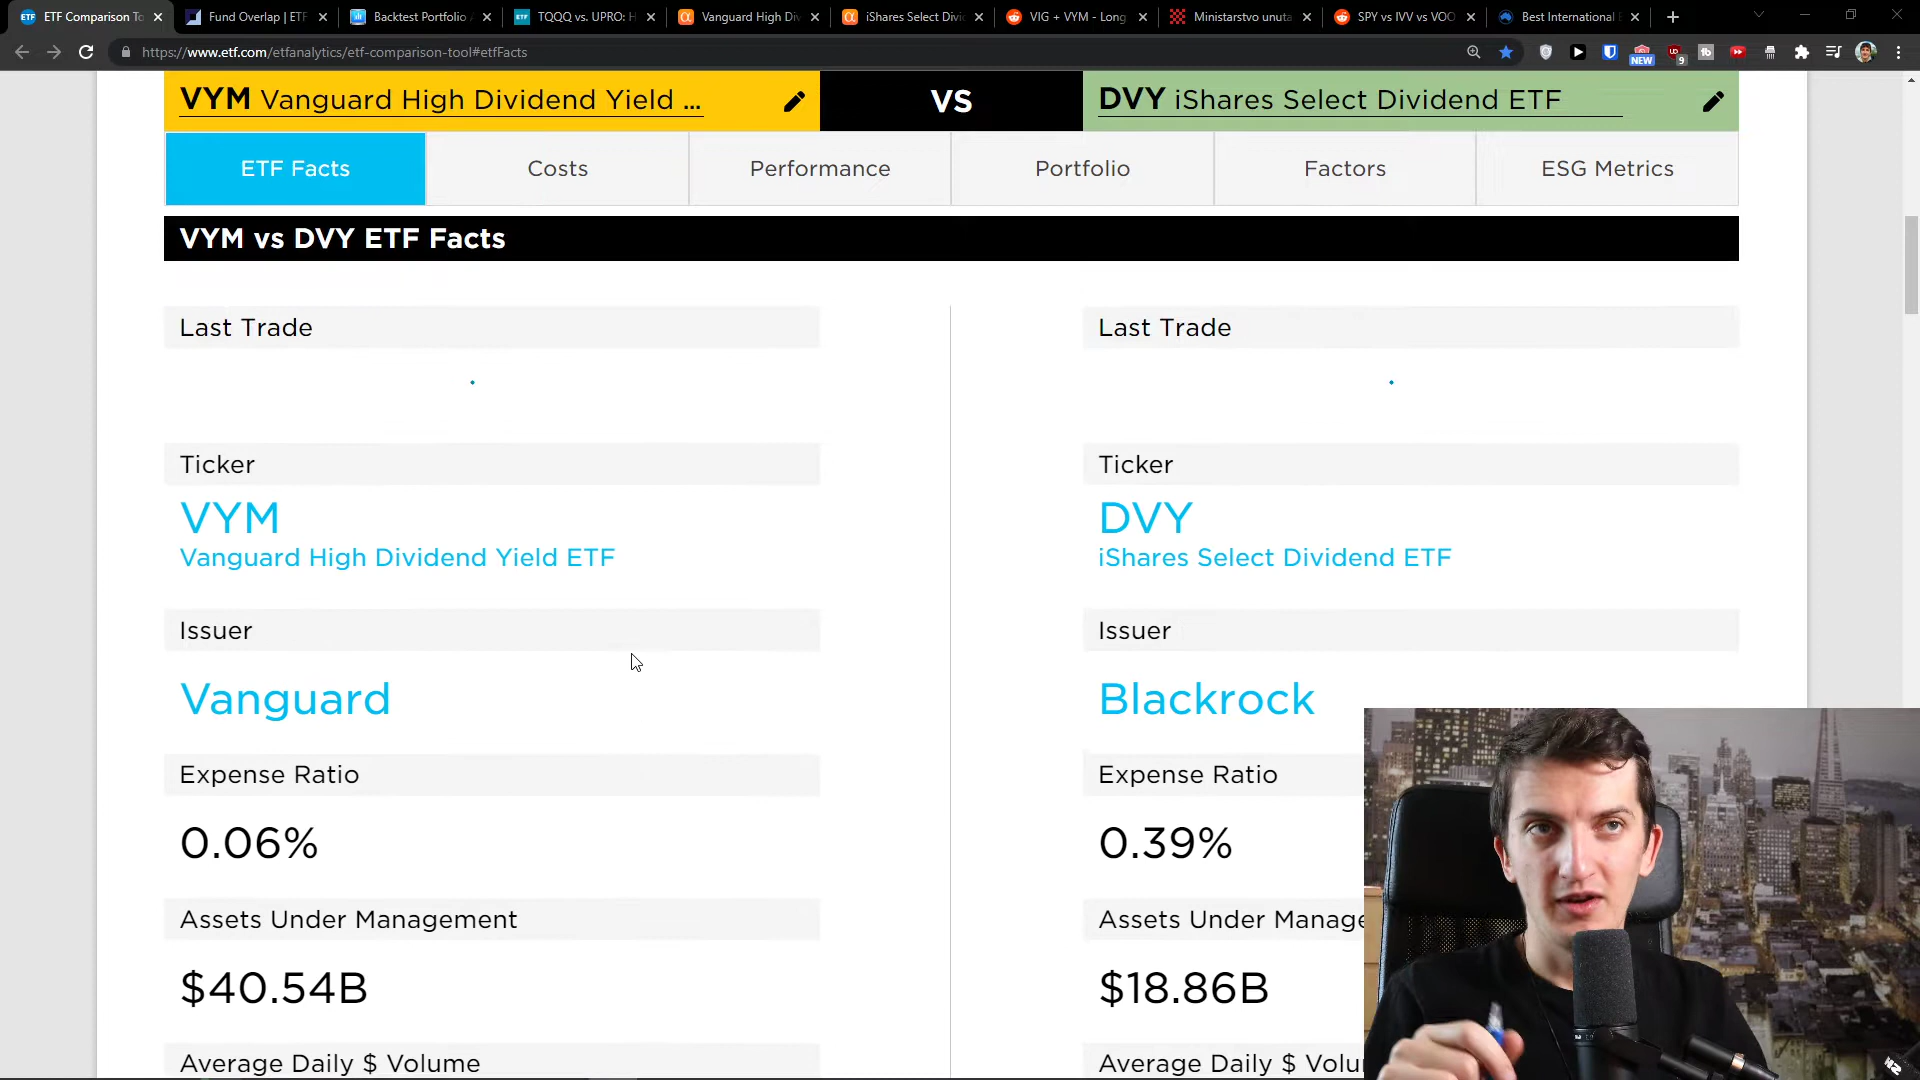 ETF Comparison To
Fund Overlap | ETF
Backtest Portfolio A
TQQQ vs. UPRO: H
Vanguard High Div
iShares Select Divid
VIG + VYM - Long
Ministarstvo unuta
SPY vs IVV vs VOO
Best International E
https://www.etf.com/etfanalytics/etf-comparison-tool#etfFacts
NEW
9
VYM Vanguard High Dividend Yield ...
VS
DVY iShares Select Dividend ETF
ETF Facts
Costs
Performance
Portfolio
Factors
ESG Metrics
VYM vs DVY ETF Facts
Last Trade
Last Trade
Ticker
Ticker
VYM
DVY
Vanguard High Dividend Yield ETF
iShares Select Dividend ETF
Issuer
Issuer
Vanguard
Blackrock
Expense Ratio
Expense Ratio
0.06%
0.39%
Assets Under Management
Assets Under Manage
$40.54B
$18.86B
Average Daily $ Volume
Average Daily $ Volu